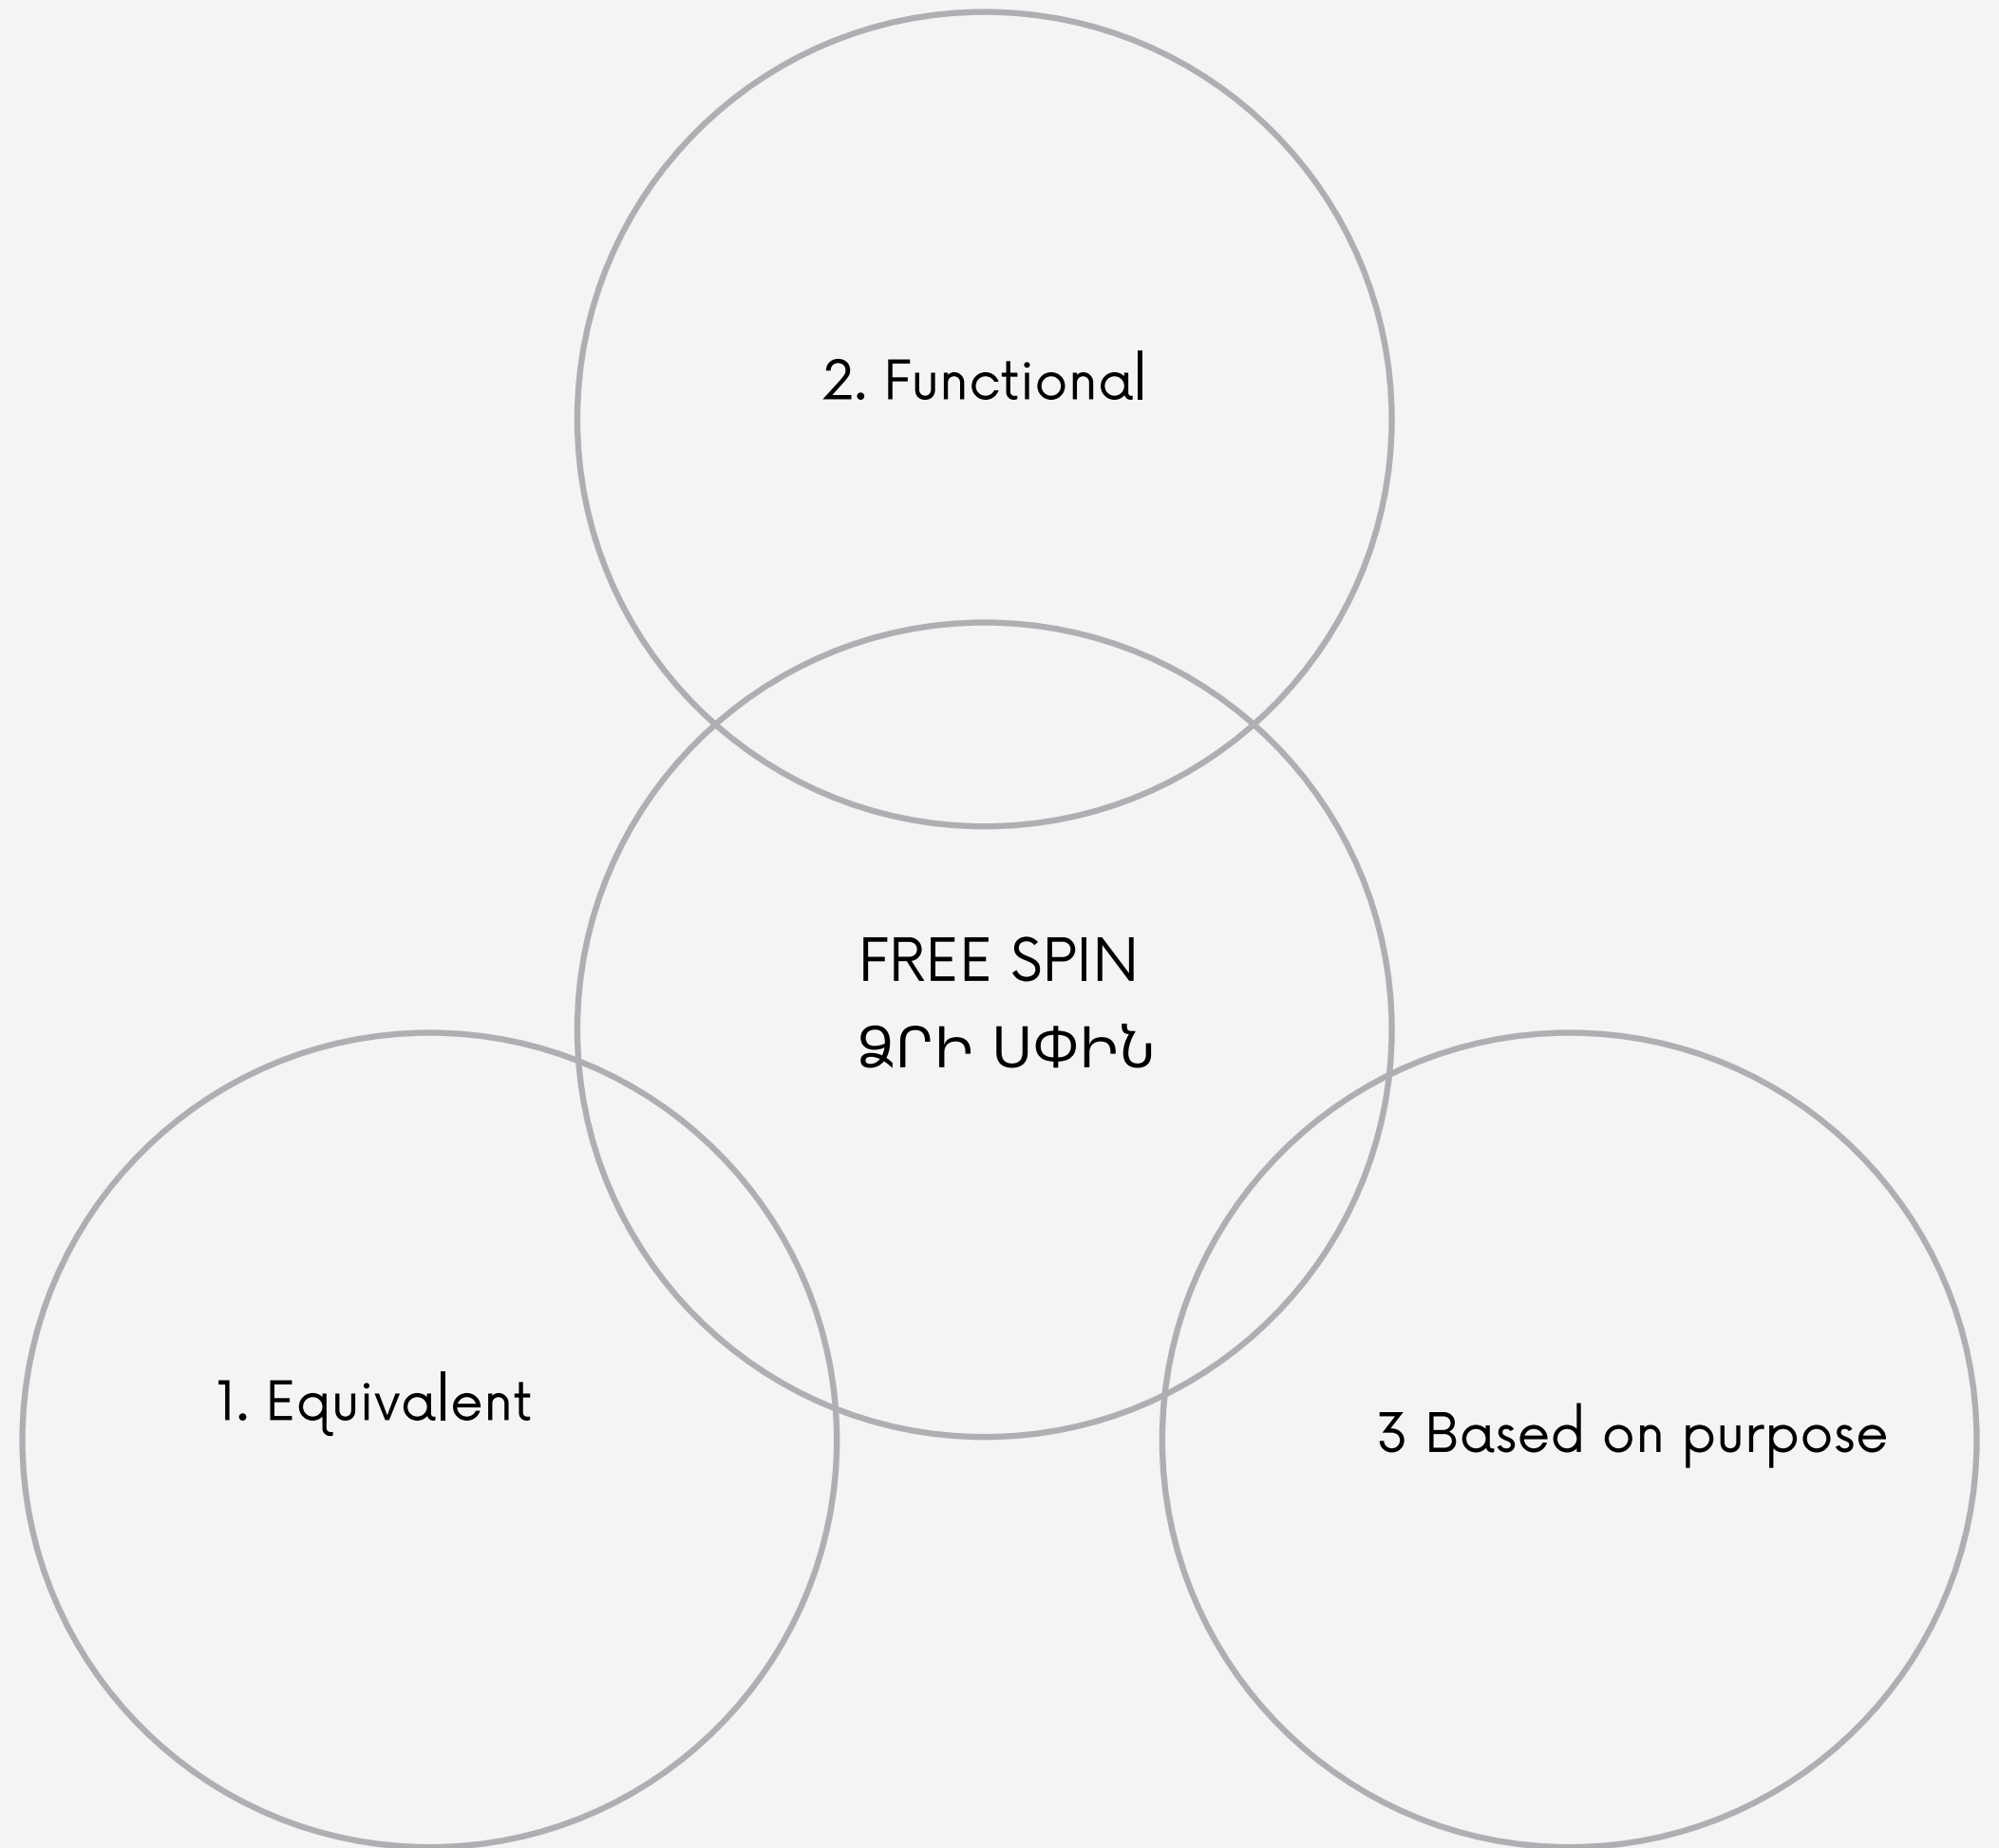 2. Functional
FREE SPIN
ՖՐԻ ՍՓԻՆ
1. Equivalent
3 Based on purpose